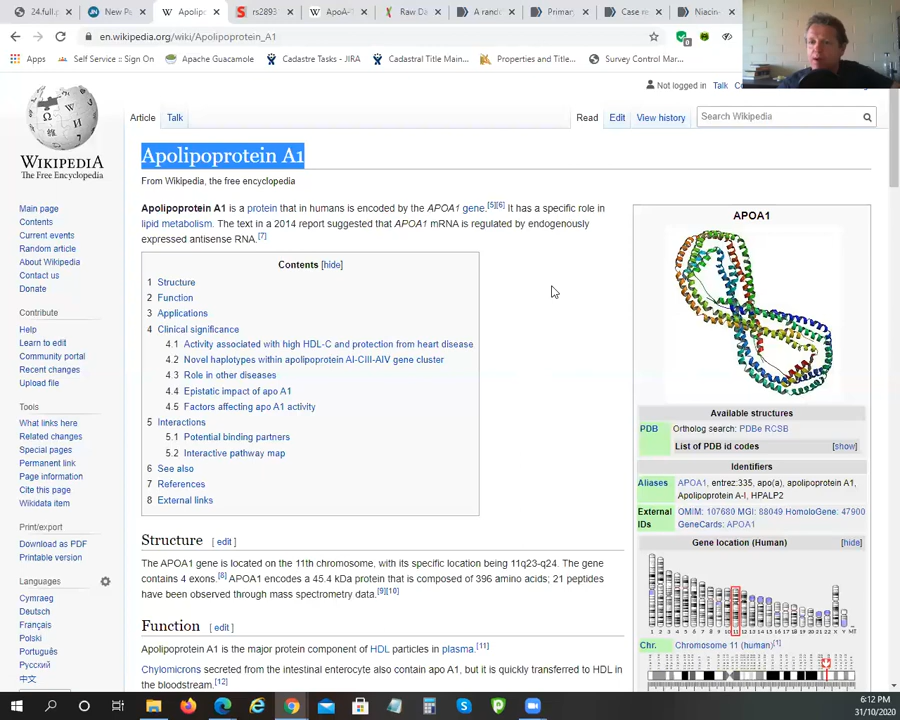 24.full.p
New Pe
Apolip
rs2893
ApoA-
Raw Da
A rando
Primar
Case re
Niacin-
en.wikipedia.org/wiki/Apolipoprotein_A1
Apps
Self Service :: Sign On
Apache Guacamole
Cadastre Tasks - JIRA
Cadastral Title Main...
Properties and Title...
Survey Control Mar...
Not logged in Talk
Article Talk
Read Edit View history
Search Wikipedia
WIKIPEDIA
The Free Encyclopedia
Main page
Contents
Current events
Random article
About Wikipedia
Contact us
Donate
Contribute
Help
Learn to edit
Community portal
Recent changes
Upload file
Tools
What links here
Related changes
Special pages
Permanent link
Page information
Cite this page
Wikidata item
Print/export
Download as PDF
Printable version
Languages
Cymraeg
Deutsch
Français
Polski
Português
Русский
中文
Apolipoprotein A1
From Wikipedia, the free encyclopedia
Apolipoprotein A1 is a protein that in humans is encoded by the APOA1 gene.[5][6] It has a specific role in
lipid metabolism. The text in a 2014 report suggested that APOA1 mRNA is regulated by endogenously
expressed antisense RNA.[7]
Contents [hide]
1 Structure
2 Function
3 Applications
4 Clinical significance
4.1 Activity associated with high HDL-C and protection from heart disease
4.2 Novel haplotypes within apolipoprotein AI-CIII-AIV gene cluster
4.3 Role in other diseases
4.4 Epistatic impact of apo A1
4.5 Factors affecting apo A1 activity
5 Interactions
5.1 Potential binding partners
5.2 Interactive pathway map
6 See also
7 References
8 External links
Structure [ edit ]
The APOA1 gene is located on the 11th chromosome, with its specific location being 11q23-q24. The gene
contains 4 exons.[8] APOA1 encodes a 45.4 kDa protein that is composed of 396 amino acids; 21 peptides
have been observed through mass spectrometry data.[9][10]
Function [ edit ]
Apolipoprotein A1 is the major protein component of HDL particles in plasma.[11]
Chylomicrons secreted from the intestinal enterocyte also contain apo A1, but it is quickly transferred to HDL in
the bloodstream.[12]
APOA1
Available structures
PDB Ortholog search: PDBe RCSB
List of PDB id codes [show]
Identifiers
Aliases APOA1, entrez:335, apo(a), apolipoprotein A1,
Apolipoprotein A-I, HPALP2
External IDs OMIM: 107680 MGI: 88049 HomoloGene: 47900
GeneCards: APOA1
Gene location (Human) [hide]
Chr. Chromosome 11 (human)[1]
6:12 PM
31/10/2020